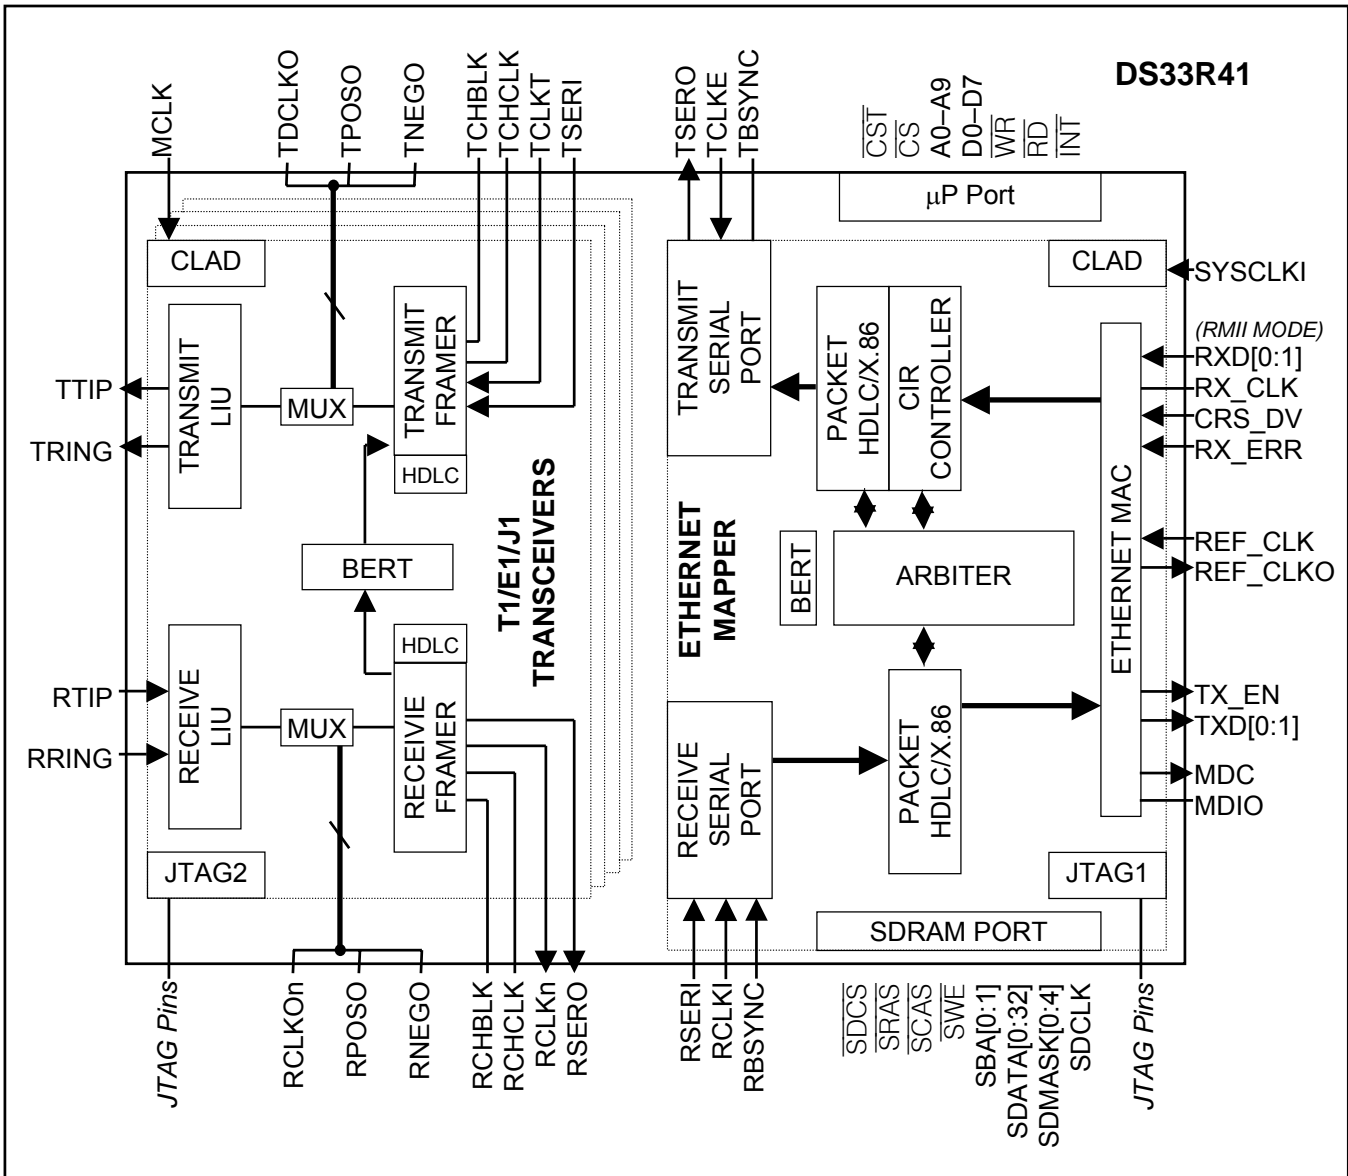 DS33R41
MCLK
TDCLKO
TPOSO
TNEGO
TCHBLK
TCHCLK
TCLKT
TSERI
TSERO
TCLKE
TBSYNC
CST
CS
A0–A9
D0–D7
WR
RD
INT
µP Port
CLAD
CLAD
SYSCLKI
(RMII MODE)
RXD[0:1]
RX_CLK
CRS_DV
RX_ERR
REF_CLK
REF_CLKO
TX_EN
TXD[0:1]
MDC
MDIO
TTIP
TRING
TRANSMIT
LIU
MUX
TRANSMIT
FRAMER
HDLC
BERT
T1/E1/J1
TRANSCEIVERS
RTIP
RRING
RECEIVE
LIU
MUX
HDLC
RECEIVIE
FRAMER
JTAG2
TRANSMIT
SERIAL
PORT
PACKET
HDLC/X.86
CIR
CONTROLLER
ETHERNET
MAPPER
BERT
ARBITER
ETHERNET MAC
RECEIVE
SERIAL
PORT
PACKET
HDLC/X.86
JTAG1
SDRAM PORT
JTAG Pins
RCLKOn
RPOSO
RNEGO
RCHBLK
RCHCLK
RCLKn
RSERO
RSERI
RCLKI
RBSYNC
SDCS
SRAS
SCAS
SWE
SBA[0:1]
SDATA[0:32]
SDMASK[0:4]
SDCLK
JTAG Pins